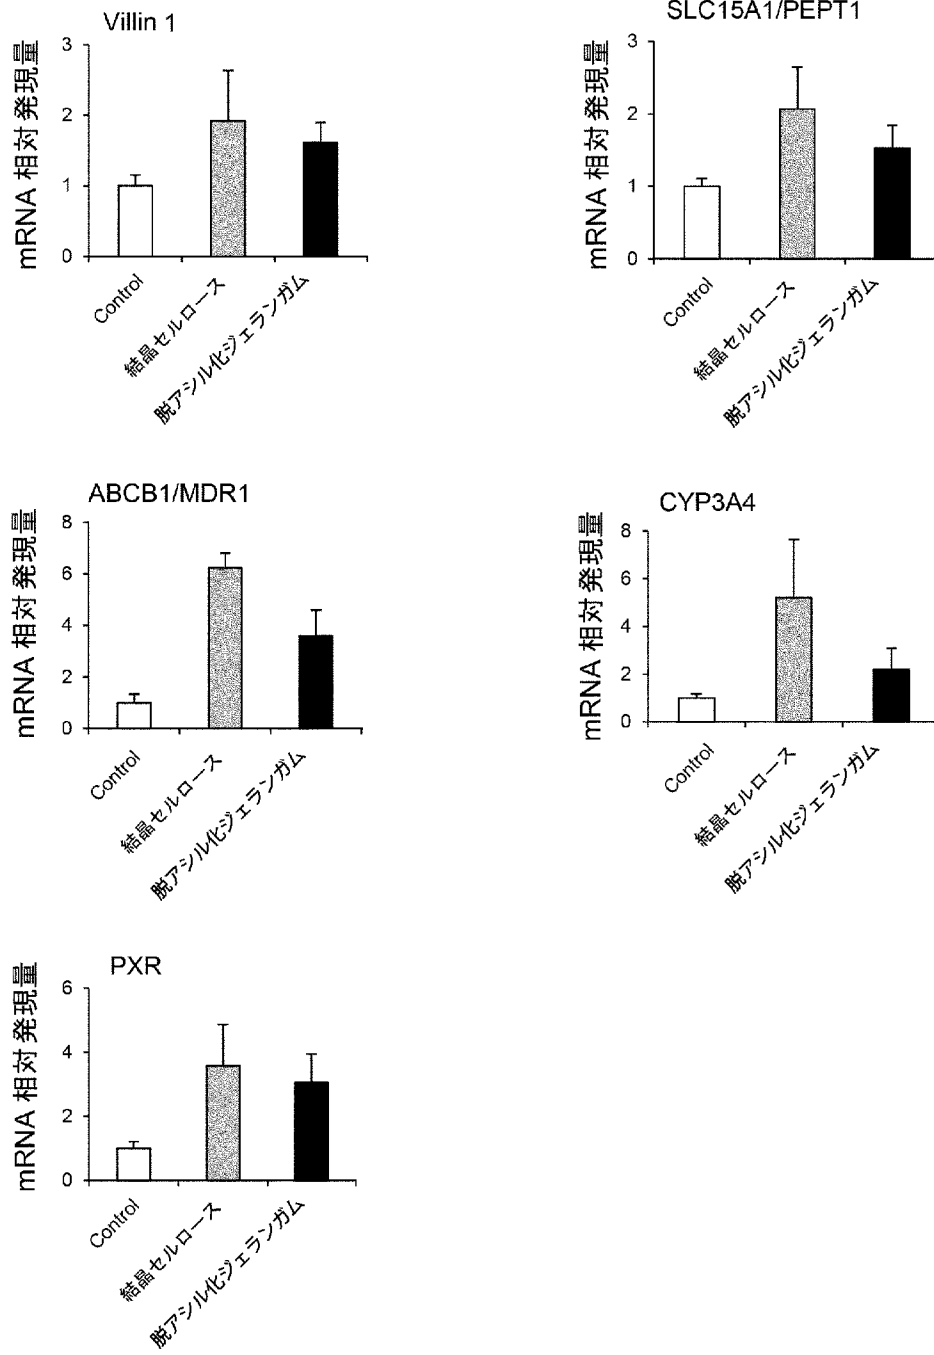 Villin 1
mRNA 相対発現量
3
2
1
0
Control
結晶セルロース
脱アシル化ジェランガム
SLC15A1/PEPT1
mRNA 相対発現量
3
2
1
0
Control
結晶セルロース
脱アシル化ジェランガム
ABCB1/MDR1
mRNA 相対発現量
8
6
4
2
0
Control
結晶セルロース
脱アシル化ジェランガム
CYP3A4
mRNA 相対発現量
8
6
4
2
0
Control
結晶セルロース
脱アシル化ジェランガム
PXR
mRNA 相対発現量
6
4
2
0
Control
結晶セルロース
脱アシル化ジェランガム